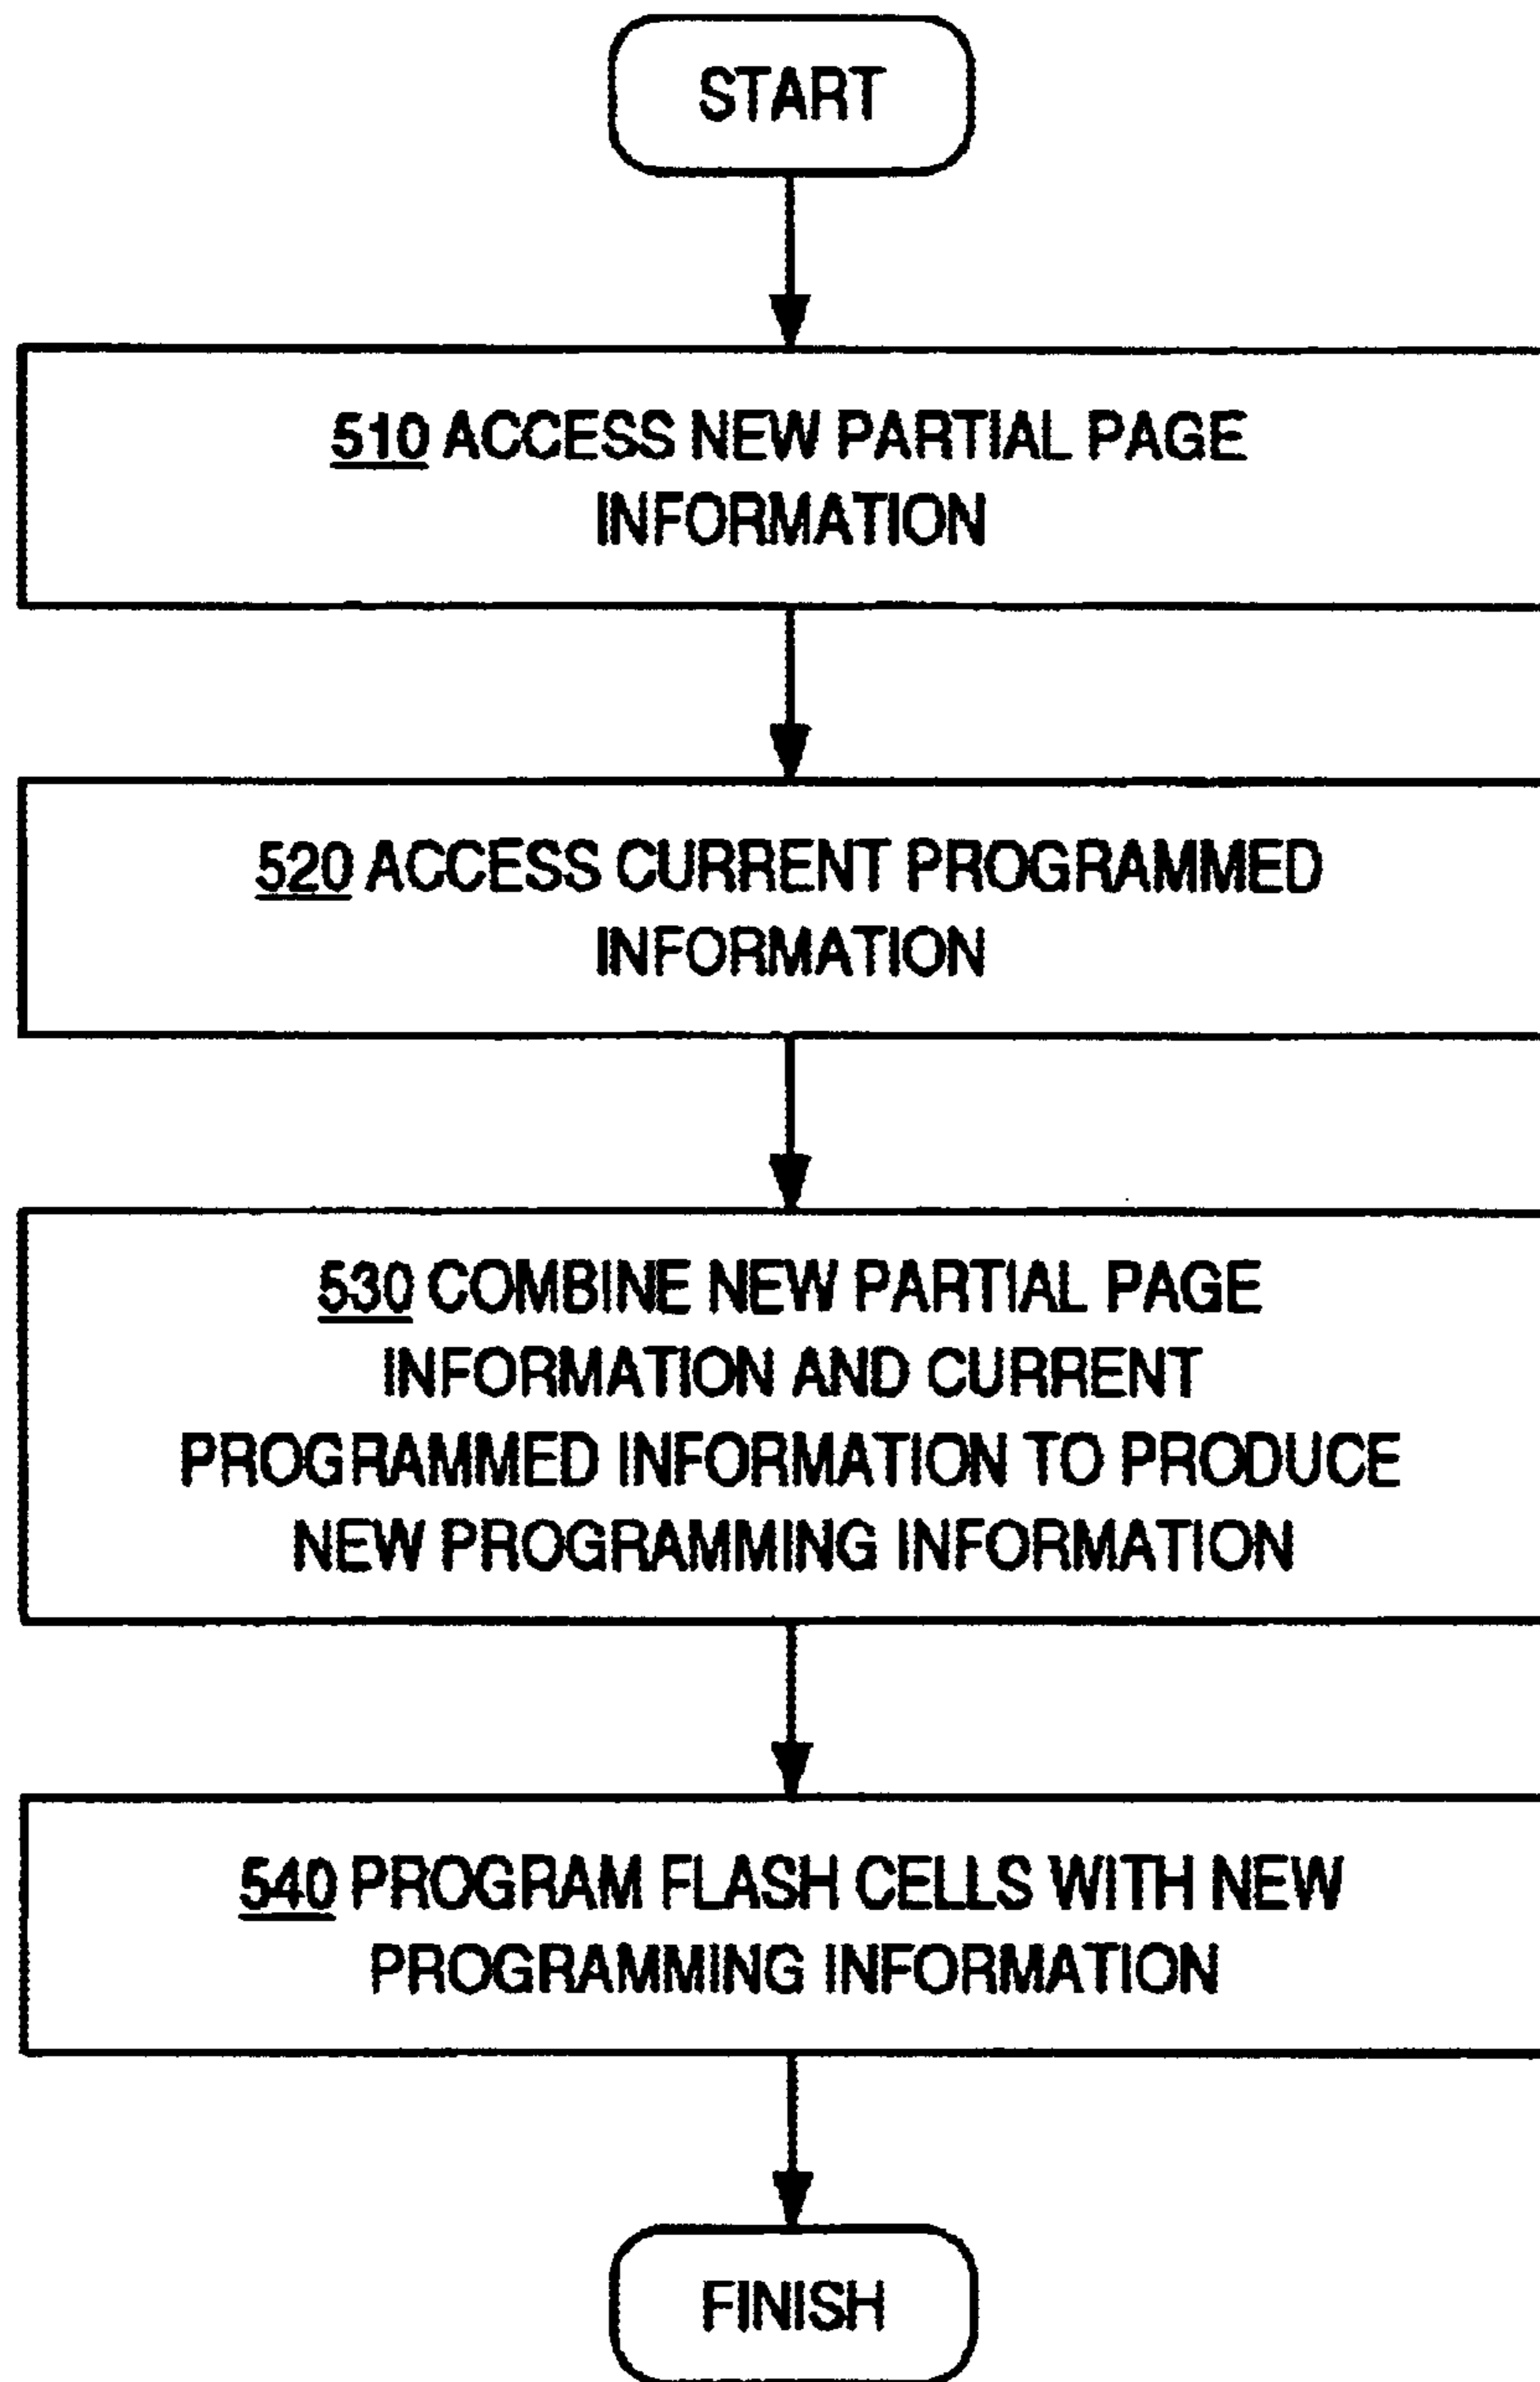 START
510 ACCESS NEW PARTIAL PAGE
INFORMATION
520 ACCESS CURRENT PROGRAMMED
INFORMATION
530 COMBINE NEW PARTIAL PAGE
INFORMATION AND CURRENT
PROGRAMMED INFORMATION TO PRODUCE
NEW PROGRAMMING INFORMATION
540 PROGRAM FLASH CELLS WITH NEW
PROGRAMMING INFORMATION
FINISH